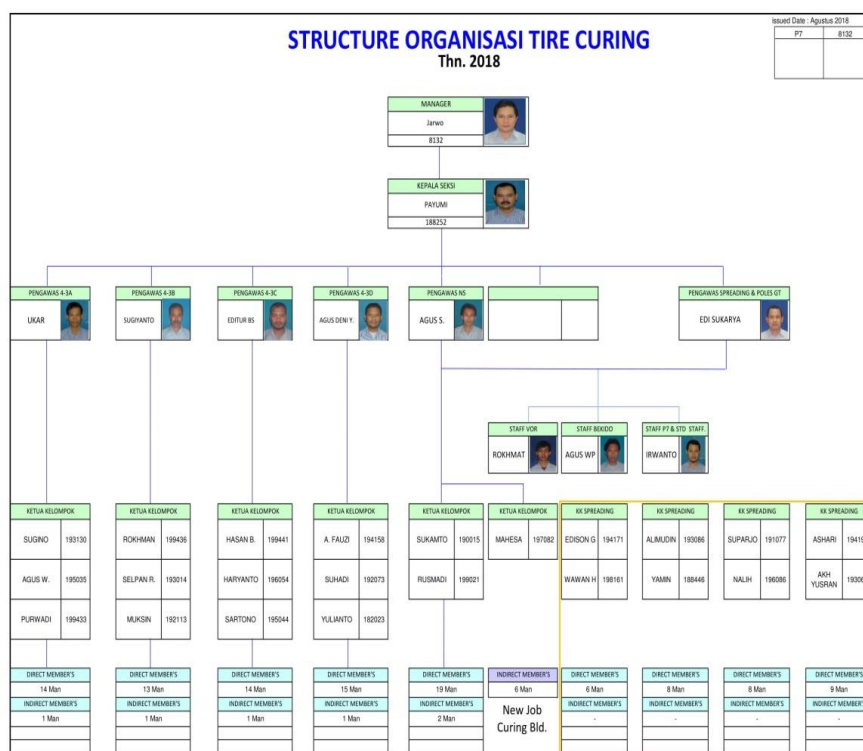 issued Date : Agustus 2018
P7 8132
STRUCTURE ORGANISASI TIRE CURING
Thn. 2018
MANAGER
Jarwo
8132
KEPALA SEKSI
PAYUMI
188252
PENGAWAS 4-3A
UKAR
PENGAWAS 4-3B
SUGIYANTO
PENGAWAS 4-3C
EDITUR BS
PENGAWAS 4-3D
AGUS DENI Y.
PENGAWAS NS
AGUS S.
PENGAWAS SPREADING & POLES GT
EDI SUKARYA
STAFF VOR
ROKHMAT
STAFF BEKIDO
AGUS WP
STAFF P7 & STD STAFF.
IRWANTO
KETUA KELOMPOK
SUGINO 193130
AGUS W. 195035
PURWADI 199433
KETUA KELOMPOK
ROKHMAN 199436
SELPAN R. 193014
MUKSIN 192113
KETUA KELOMPOK
HASAN B. 199441
HARYANTO 196054
SARTONO 195044
KETUA KELOMPOK
A. FAUZI 194158
SUHADI 192073
YULIANTO 182023
KETUA KELOMPOK
SUKAMTO 190015
RUSMADI 199021
KETUA KELOMPOK
MAHESA 197082
KK SPREADING
EDISON G 194171
WAWAN H 198161
KK SPREADING
ALIMUDIN 193086
YAMIN 188446
KK SPREADING
SUPARJO 191077
NALIH 196086
KK SPREADING
ASHARI 19419
AKH
YUSRAN 19306
DIRECT MEMBER'S
14 Man
INDIRECT MEMBER'S
1 Man
DIRECT MEMBER'S
13 Man
INDIRECT MEMBER'S
1 Man
DIRECT MEMBER'S
14 Man
INDIRECT MEMBER'S
1 Man
DIRECT MEMBER'S
15 Man
INDIRECT MEMBER'S
1 Man
DIRECT MEMBER'S
19 Man
INDIRECT MEMBER'S
2 Man
INDIRECT MEMBER'S
6 Man
New Job
Curing Bld.
DIRECT MEMBER'S
6 Man
INDIRECT MEMBER'S
-
DIRECT MEMBER'S
8 Man
INDIRECT MEMBER'S
-
DIRECT MEMBER'S
8 Man
INDIRECT MEMBER'S
-
DIRECT MEMBER'S
9 Man
INDIRECT MEMBER'S
-